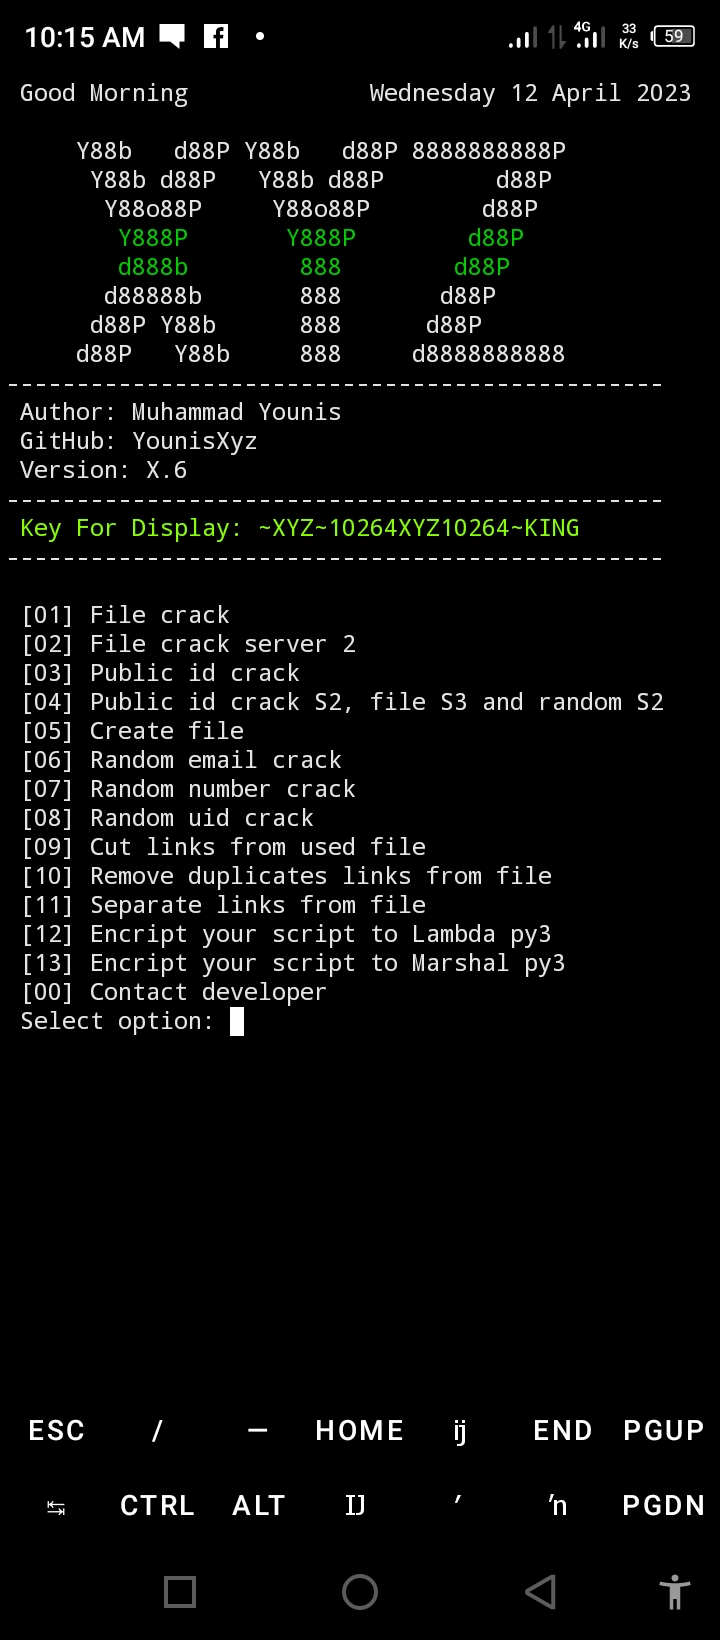 10:15 AM 4G 33 K/s 59
Good Morning Wednesday 12 April 2023
Y88b   d88P Y88b   d88P 8888888888P
Y88b d88P   Y88b d88P        d88P
Y88o88P     Y88o88P        d88P
Y888P       Y888P        d88P
d888b        888        d88P
d88888b       888       d88P
d88P Y88b      888      d88P
d88P   Y88b     888     d8888888888
-----------------------------------------------
Author: Muhammad Younis
GitHub: YounisXyz
Version: X.6
-----------------------------------------------
Key For Display: ~XYZ~10264XYZ10264~KING
-----------------------------------------------
[01] File crack
[02] File crack server 2
[03] Public id crack
[04] Public id crack S2, file S3 and random S2
[05] Create file
[06] Random email crack
[07] Random number crack
[08] Random uid crack
[09] Cut links from used file
[10] Remove duplicates links from file
[11] Separate links from file
[12] Encript your script to Lambda py3
[13] Encript your script to Marshal py3
[00] Contact developer
Select option:
ESC / — HOME ĳ END PGUP
↹ CTRL ALT Ĳ ʼ ŉ PGDN